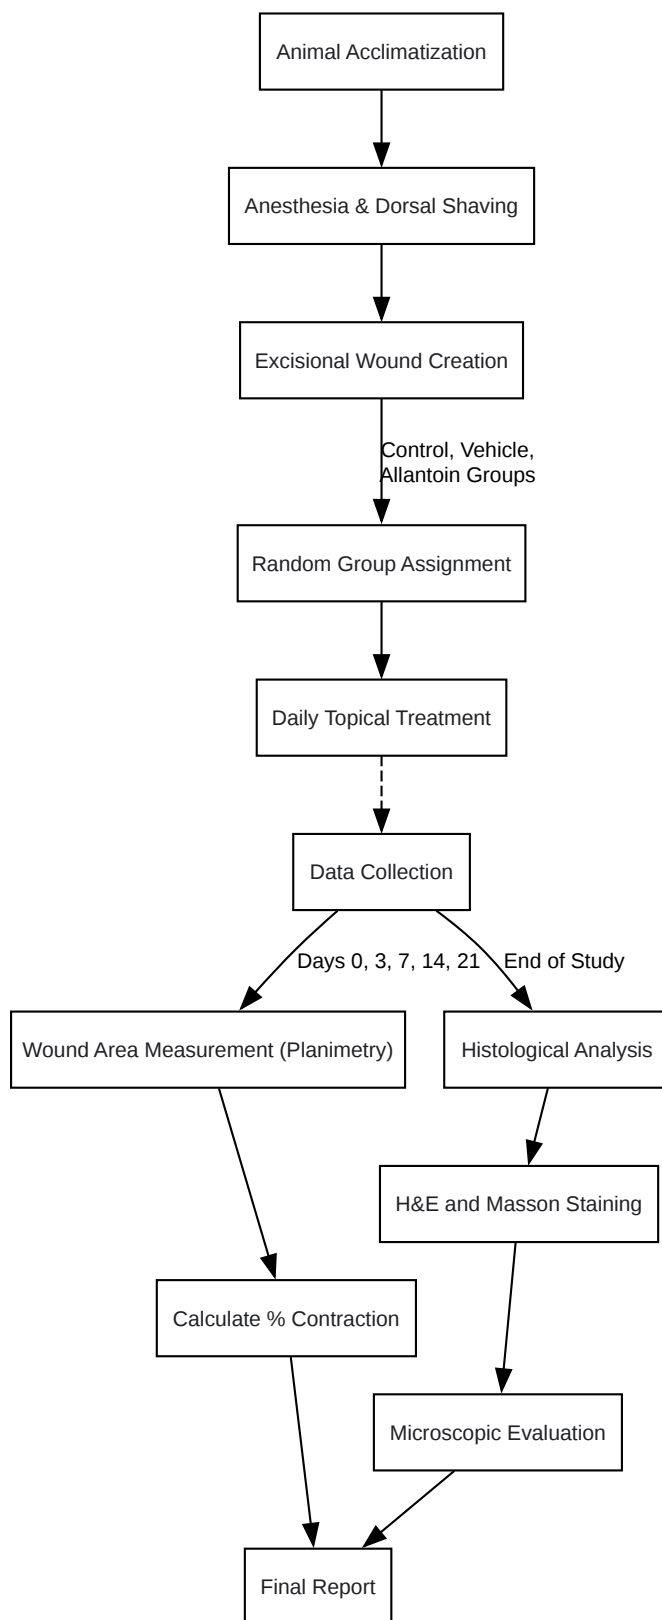 Animal Acclimatization
Anesthesia & Dorsal Shaving
Excisional Wound Creation
Control, Vehicle,
Allantoin Groups
Random Group Assignment
Daily Topical Treatment
Data Collection
Days 0, 3, 7, 14, 21
End of Study
Wound Area Measurement (Planimetry)
Histological Analysis
H&E and Masson Staining
Calculate % Contraction
Microscopic Evaluation
Final Report